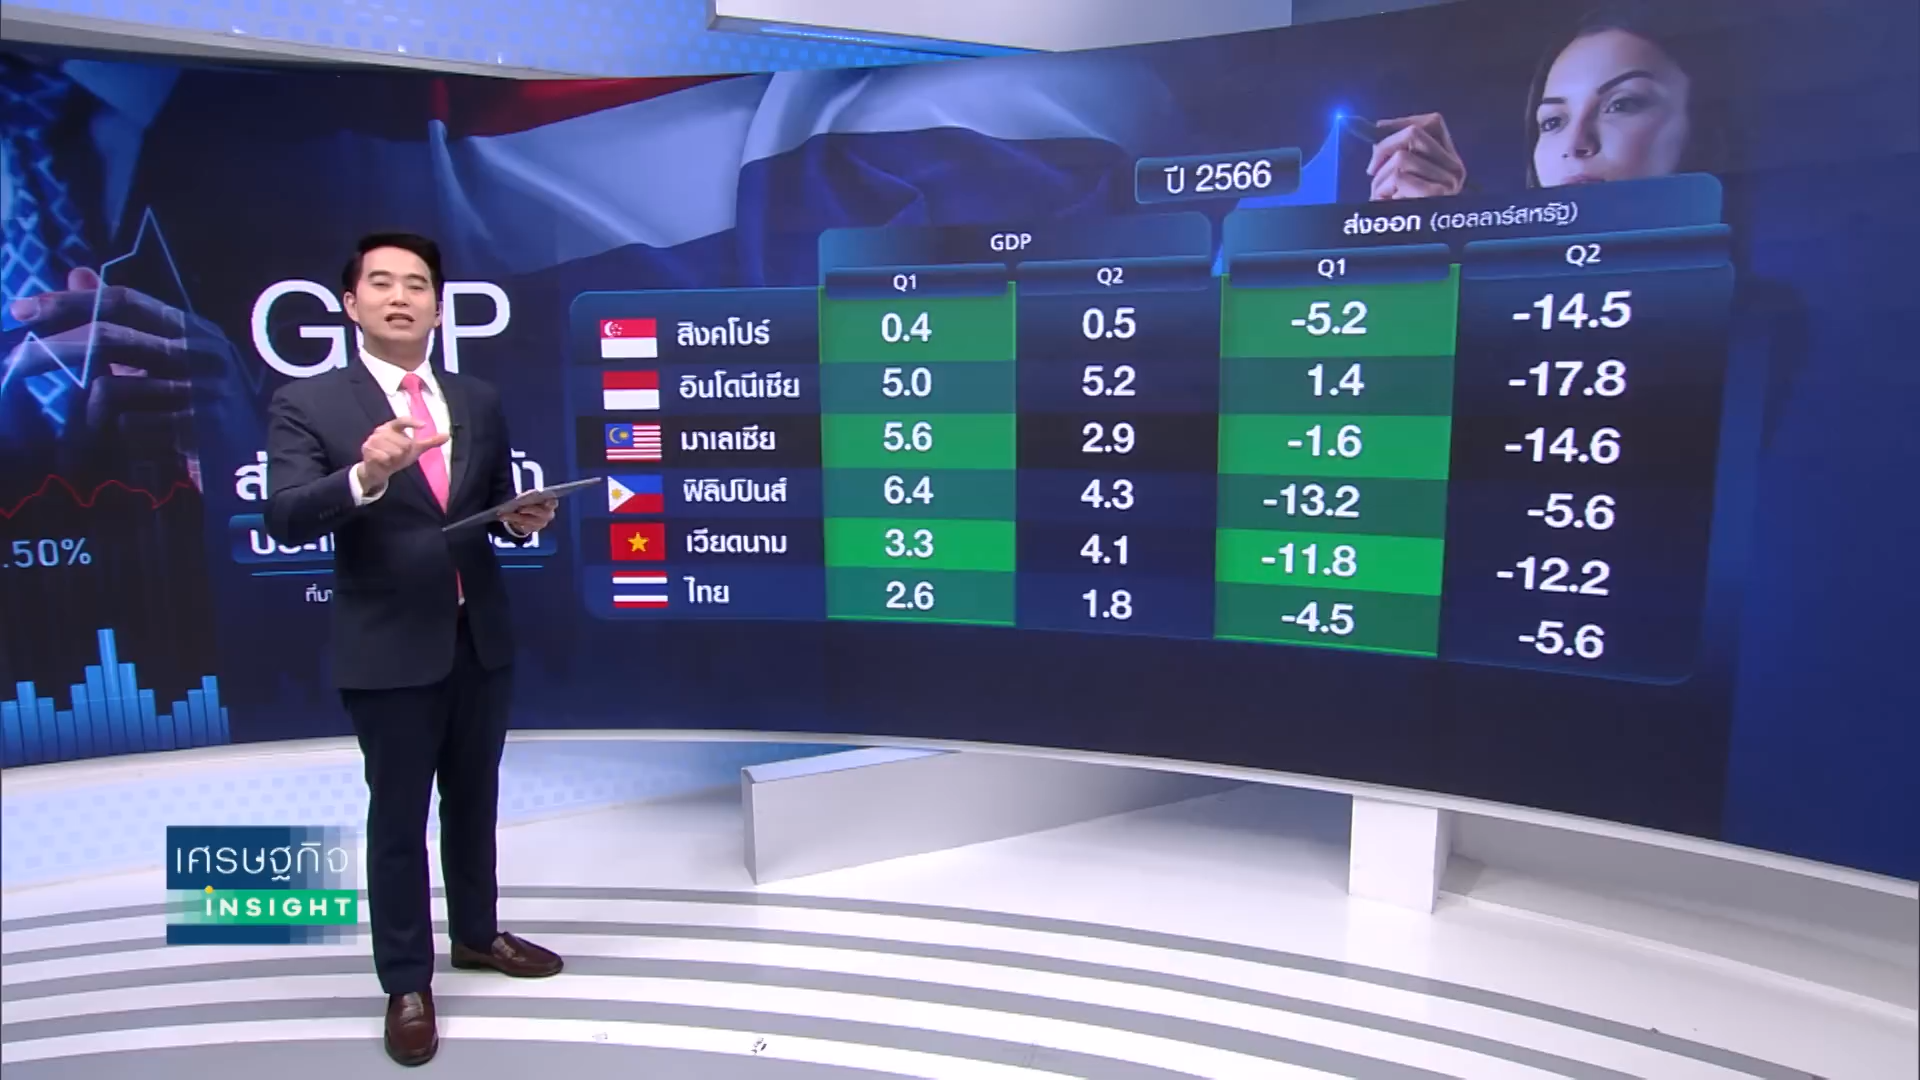 ปี 2566
GDP
ส่งออก (ดอลลาร์สหรัฐ)
Q1 Q2 Q1 Q2
สิงคโปร์ 0.4 0.5 -5.2 -14.5
อินโดนีเซีย 5.0 5.2 1.4 -17.8
มาเลเซีย 5.6 2.9 -1.6 -14.6
ฟิลิปปินส์ 6.4 4.3 -13.2 -5.6
เวียดนาม 3.3 4.1 -11.8 -12.2
ไทย 2.6 1.8 -4.5 -5.6
.50%
เศรษฐกิจ
INSIGHT